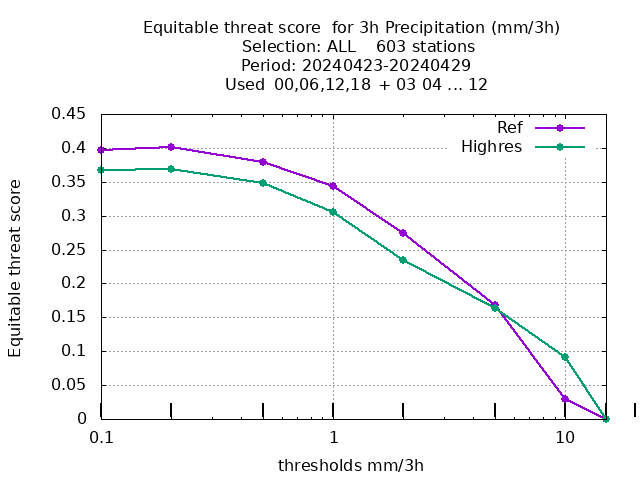 Equitable threat score  for 3h Precipitation (mm/3h)
Selection: ALL    603 stations
Period: 20240423-20240429
Used  00,06,12,18 + 03 04 ... 12
Ref
Highres
0.45
0.4
0.35
0.3
0.25
0.2
0.15
0.1
0.05
0
Equitable threat score
0.1
1
10
thresholds mm/3h